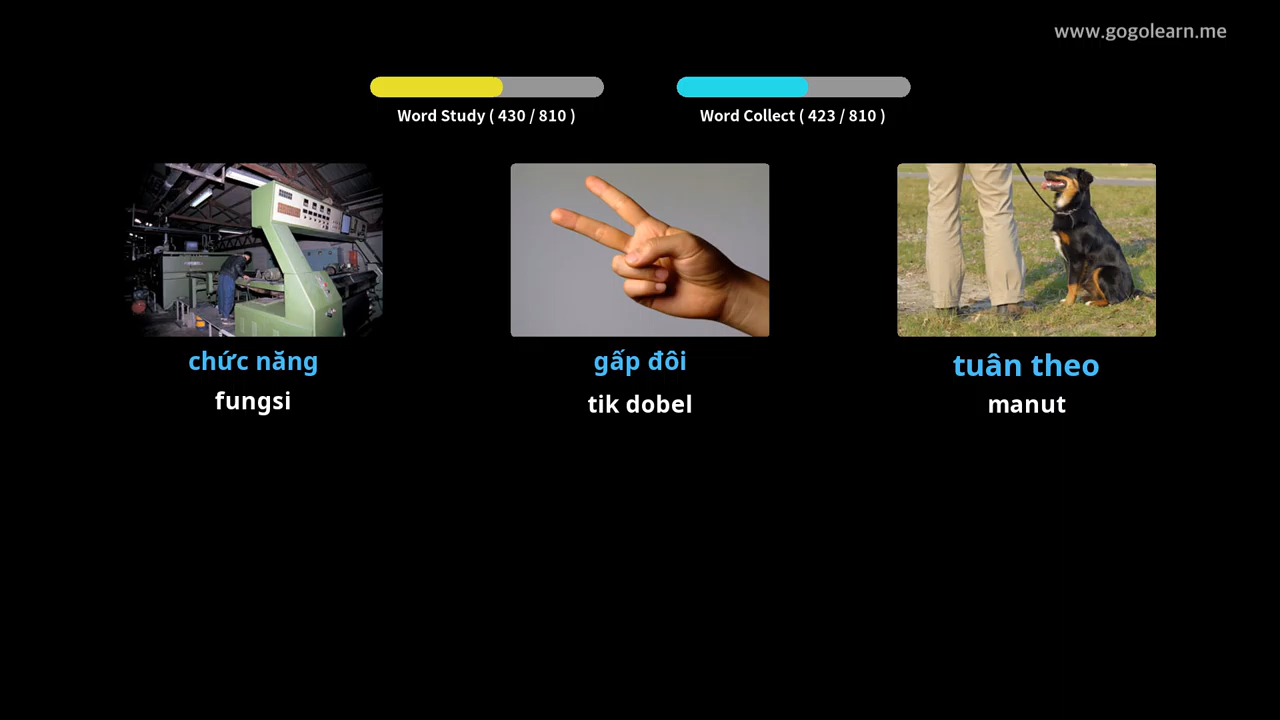 www.gogolearn.me
Word Study ( 430 / 810 )
Word Collect ( 423 / 810 )
chức năng
fungsi
gấp đôi
tik dobel
tuân theo
manut